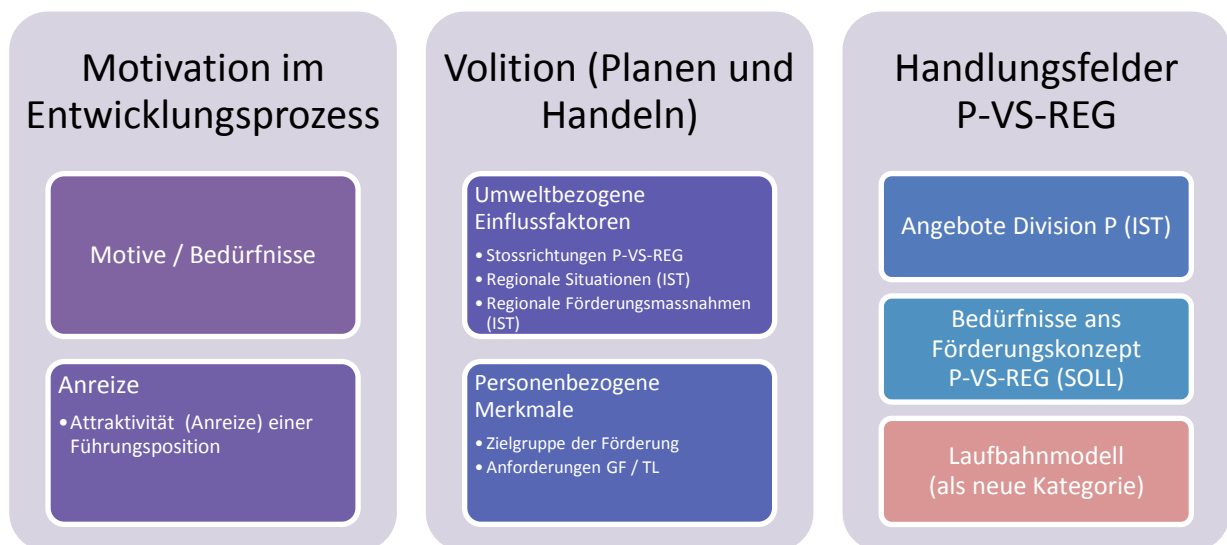 Motivation im
Entwicklungsprozess
Motive / Bedürfnisse
Anreize
•Attraktivität (Anreize) einer
Führungsposition
Volition (Planen und
Handeln)
Umweltbezogene
Einflussfaktoren
•Stossrichtungen P-VS-REG
•Regionale Situationen (IST)
•Regionale Förderungsmassnahmen
(IST)
Personenbezogene
Merkmale
•Zielgruppe der Förderung
•Anforderungen GF / TL
Handlungsfelder
P-VS-REG
Angebote Division P (IST)
Bedürfnisse ans
Förderungskonzept
P-VS-REG (SOLL)
Laufbahnmodell
(als neue Kategorie)